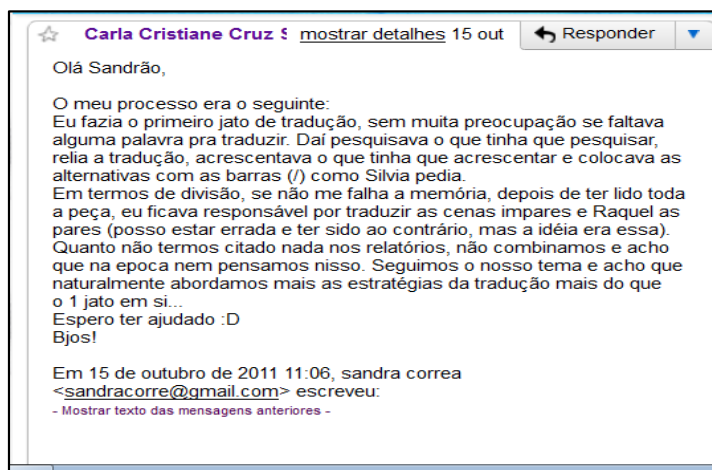 Carla Cristiane Cruz S mostrar detalhes 15 out Responder
Olá Sandrão,
O meu processo era o seguinte:
Eu fazia o primeiro jato de tradução, sem muita preocupação se faltava
alguma palavra pra traduzir. Daí pesquisava o que tinha que pesquisar,
relia a tradução, acrescentava o que tinha que acrescentar e colocava as
alternativas com as barras (/) como Silvia pedia.
Em termos de divisão, se não me falha a memória, depois de ter lido toda
a peça, eu ficava responsável por traduzir as cenas impares e Raquel as
pares (posso estar errada e ter sido ao contrário, mas a idéia era essa).
Quanto não termos citado nada nos relatórios, não combinamos e acho
que na epoca nem pensamos nisso. Seguimos o nosso tema e acho que
naturalmente abordamos mais as estratégias da tradução mais do que
o 1 jato em si...
Espero ter ajudado :D
Bjos!
Em 15 de outubro de 2011 11:06, sandra correa
<sandracorre@gmail.com> escreveu:
- Mostrar texto das mensagens anteriores -